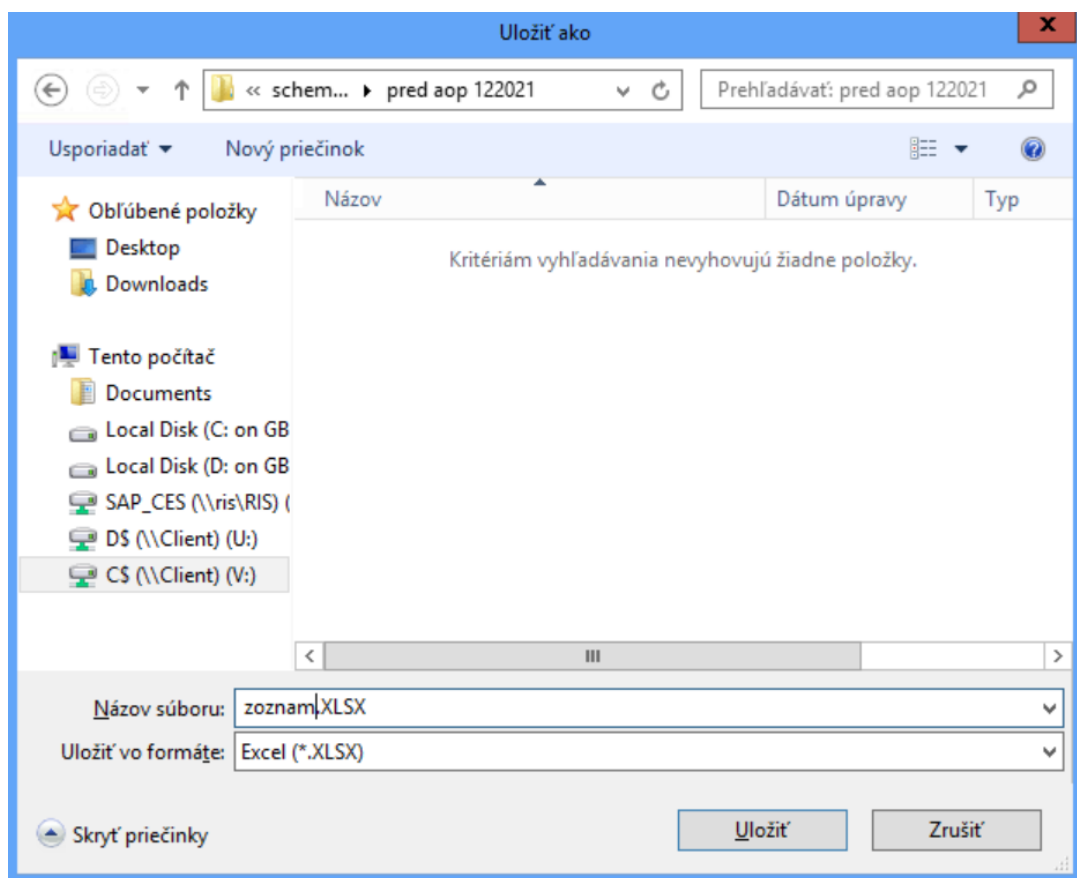 Uložiť ako
x
« schem... pred aop 122021
Prehľadávať: pred aop 122021
Usporiadať
Nový priečinok
?
Názov
Dátum úpravy
Typ
Kritériám vyhľadávania nevyhovujú žiadne položky.
Obľúbené položky
Desktop
Downloads
Tento počítač
Documents
Local Disk (C: on GB
Local Disk (D: on GB
SAP_CES (\\ris\RIS) (
D$ (\\Client) (U:)
C$ (\\Client) (V:)
Názov súboru: zoznam.XLSX
Uložiť vo formáte: Excel (*.XLSX)
Skryť priečinky
Uložiť
Zrušiť